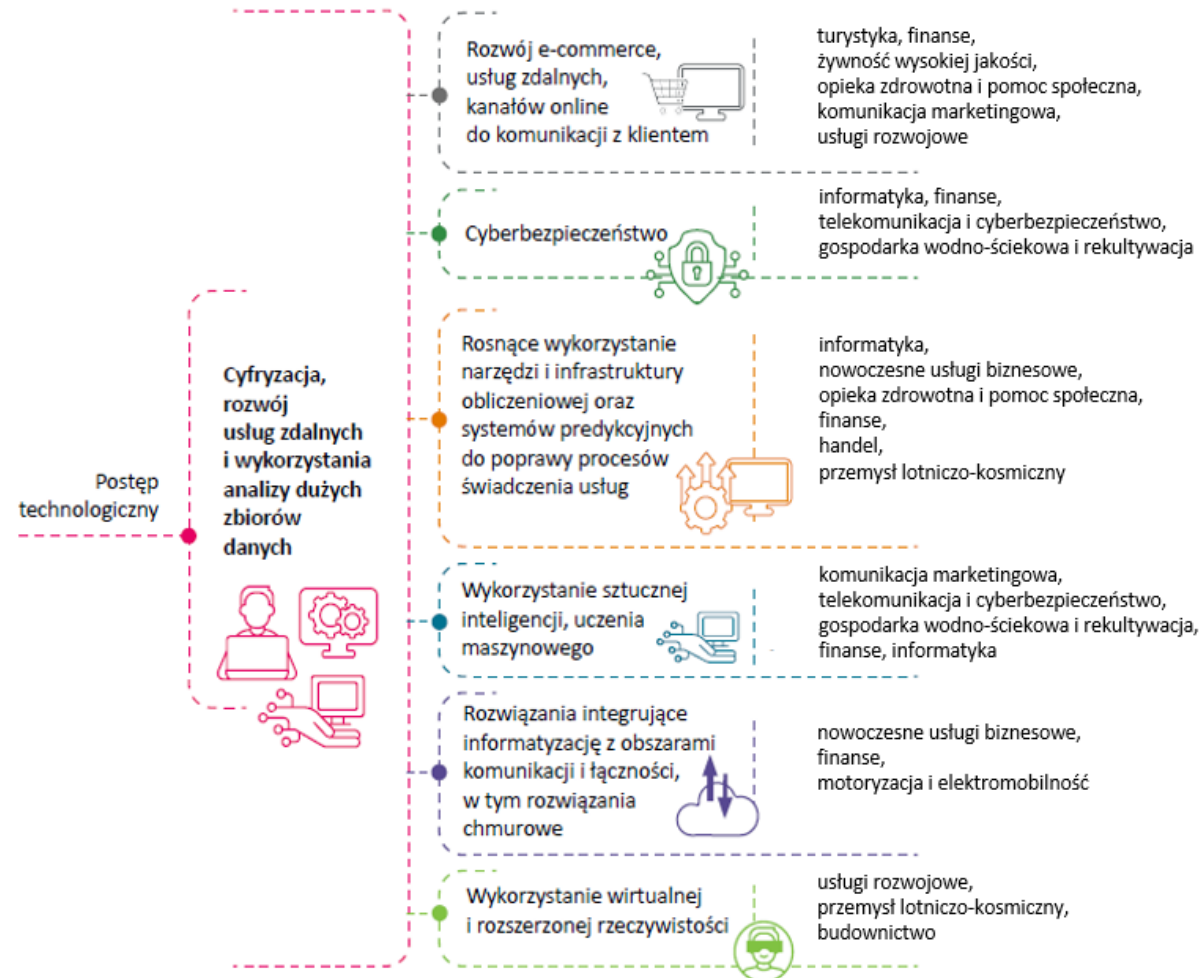 Postęp
technologiczny
Cyfryzacja,
rozwój
usług zdalnych
i wykorzystania
analizy dużych
zbiorów
danych
Rozwój e-commerce,
usług zdalnych,
kanałów online
do komunikacji z klientem
turystyka, finanse,
żywność wysokiej jakości,
opieka zdrowotna i pomoc społeczna,
komunikacja marketingowa,
usługi rozwojowe
Cyberbezpieczeństwo
informatyka, finanse,
telekomunikacja i cyberbezpieczeństwo,
gospodarka wodno-ściekowa i rekultywacja
Rosnące wykorzystanie
narzędzi i infrastruktury
obliczeniowej oraz
systemów predykcyjnych
do poprawy procesów
świadczenia usług
informatyka,
nowoczesne usługi biznesowe,
opieka zdrowotna i pomoc społeczna,
finanse,
handel,
przemysł lotniczo-kosmiczny
Wykorzystanie sztucznej
inteligencji, uczenia
maszynowego
komunikacja marketingowa,
telekomunikacja i cyberbezpieczeństwo,
gospodarka wodno-ściekowa i rekultywacja,
finanse, informatyka
Rozwiązania integrujące
informatyzację z obszarami
komunikacji i łączności,
w tym rozwiązania
chmurowe
nowoczesne usługi biznesowe,
finanse,
motoryzacja i elektromobilność
Wykorzystanie wirtualnej
i rozszerzonej rzeczywistości
usługi rozwojowe,
przemysł lotniczo-kosmiczny,
budownictwo